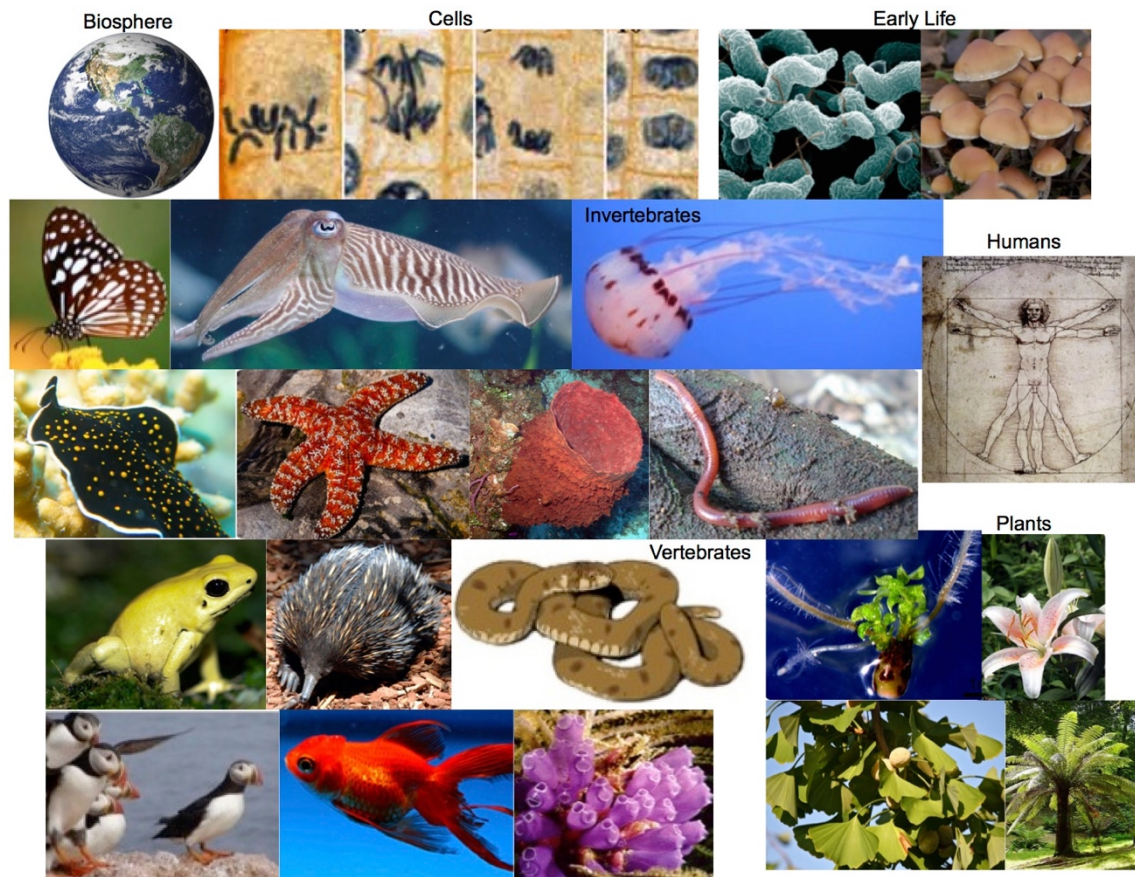 Biosphere
Cells
Early Life
Invertebrates
Humans
Vertebrates
Plants